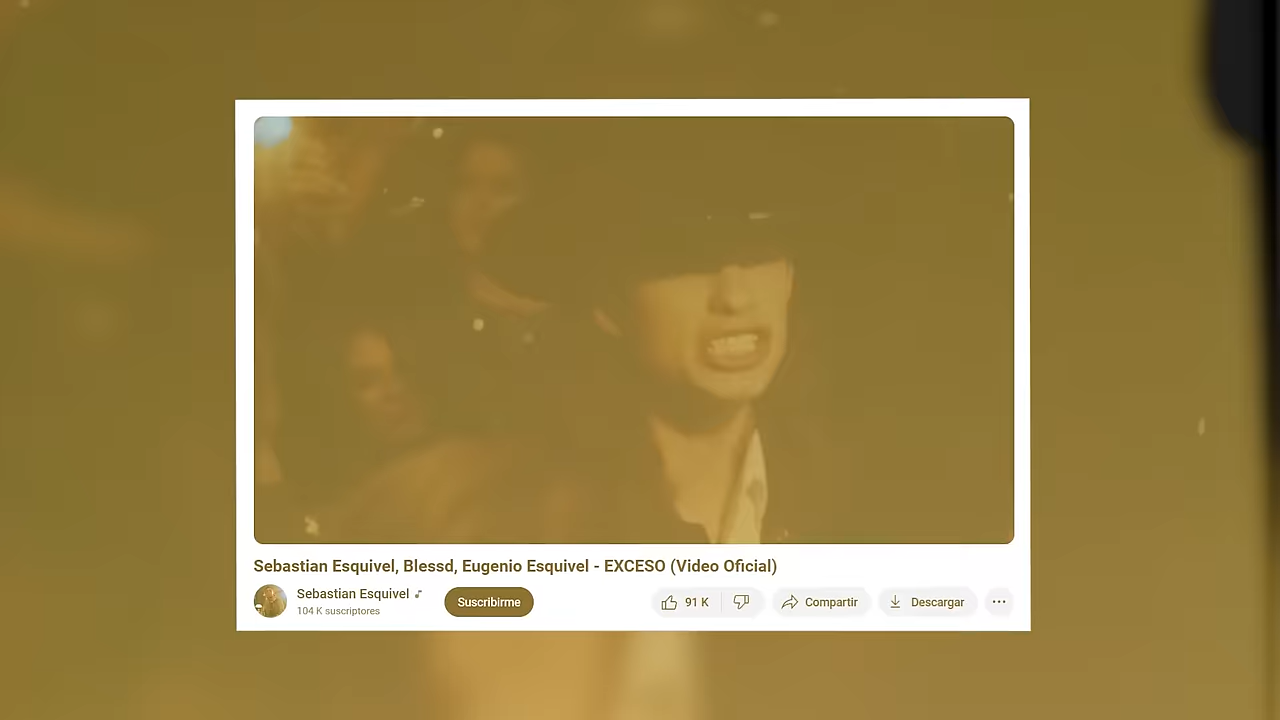 Sebastian Esquivel, Blessd, Eugenio Esquivel - EXCESO (Video Oficial)
Sebastian Esquivel
104 K suscriptores
Suscribirme
91 K
Compartir
Descargar